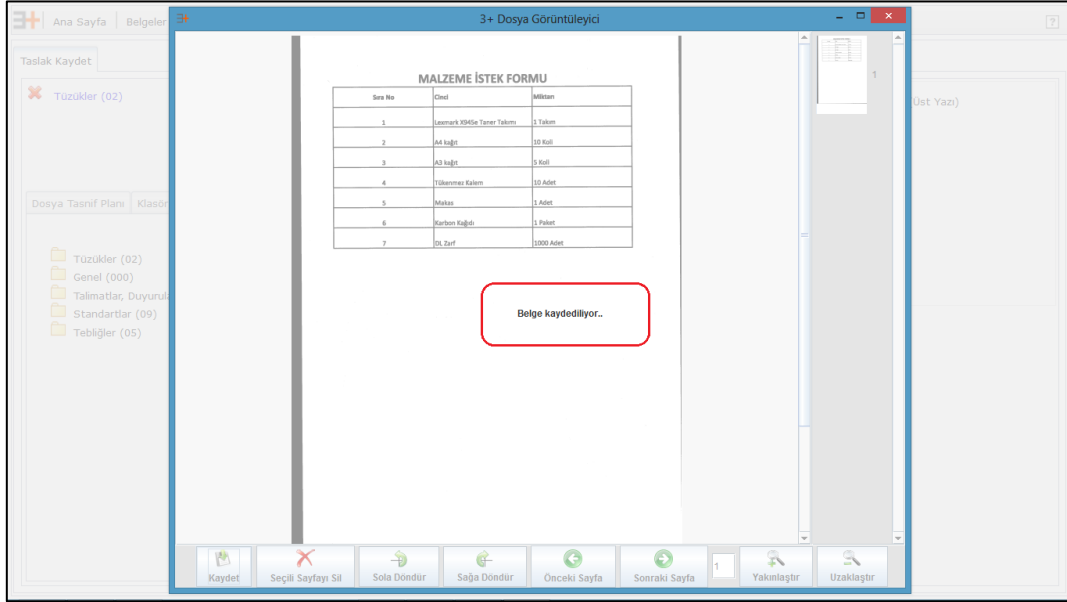 3+ Dosya Görüntüleyici
Ana Sayfa Belgeler
?
Taslak Kaydet
Tüzükler (02)
Üst Yazı)
Dosya Tasnif Planı Klasör
Tüzükler (02)
Genel (000)
Talimatlar, Duyurula
Standartlar (09)
Tebliğler (05)
MALZEME İSTEK FORMU
Sıra No Cinci Miktarı
1 Lexmark X945e Taner Takımı 1 Takım
2 A4 kağıt 10 Koli
3 A3 kağıt 5 Koli
4 Tükenmez Kalem 10 Adet
5 Makas 1 Adet
6 Karbon Kağıdı 1 Paket
7 DL Zarf 1000 Adet
1
Belge kaydediliyor..
Kaydet Seçili Sayfayı Sil Sola Döndür Sağa Döndür Önceki Sayfa Sonraki Sayfa 1 Yakınlaştır Uzaklaştır